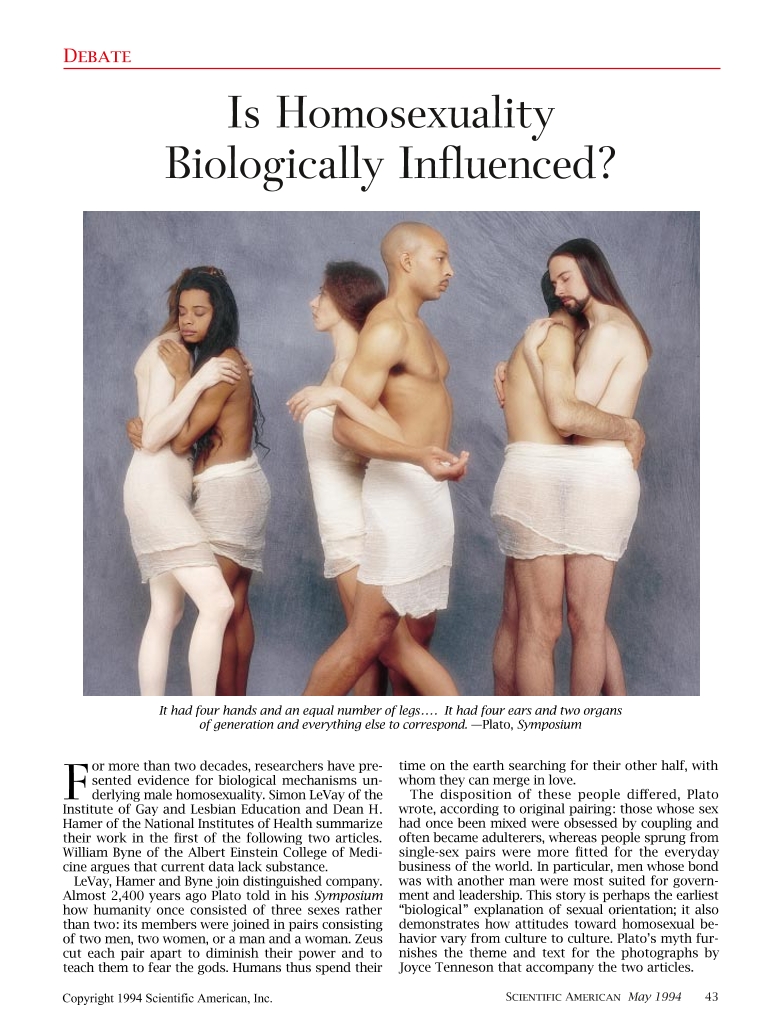 DEBATE
Is Homosexuality
Biologically Influenced?
It had four hands and an equal number of legs.... It had four ears and two organs
of generation and everything else to correspond. —Plato, Symposium
For more than two decades, researchers have pre-
sented evidence for biological mechanisms un-
derlying male homosexuality. Simon LeVay of the
Institute of Gay and Lesbian Education and Dean H.
Hamer of the National Institutes of Health summarize
their work in the first of the following two articles.
William Byne of the Albert Einstein College of Medi-
cine argues that current data lack substance.
LeVay, Hamer and Byne join distinguished company.
Almost 2,400 years ago Plato told in his Symposium
how humanity once consisted of three sexes rather
than two: its members were joined in pairs consisting
of two men, two women, or a man and a woman. Zeus
cut each pair apart to diminish their power and to
teach them to fear the gods. Humans thus spend their
time on the earth searching for their other half, with
whom they can merge in love.
The disposition of these people differed, Plato
wrote, according to original pairing: those whose sex
had once been mixed were obsessed by coupling and
often became adulterers, whereas people sprung from
single-sex pairs were more fitted for the everyday
business of the world. In particular, men whose bond
was with another man were most suited for govern-
ment and leadership. This story is perhaps the earliest
“biological” explanation of sexual orientation; it also
demonstrates how attitudes toward homosexual be-
havior vary from culture to culture. Plato’s myth fur-
nishes the theme and text for the photographs by
Joyce Tenneson that accompany the two articles.
Copyright 1994 Scientific American, Inc.
SCIENTIFIC AMERICAN May 1994 43